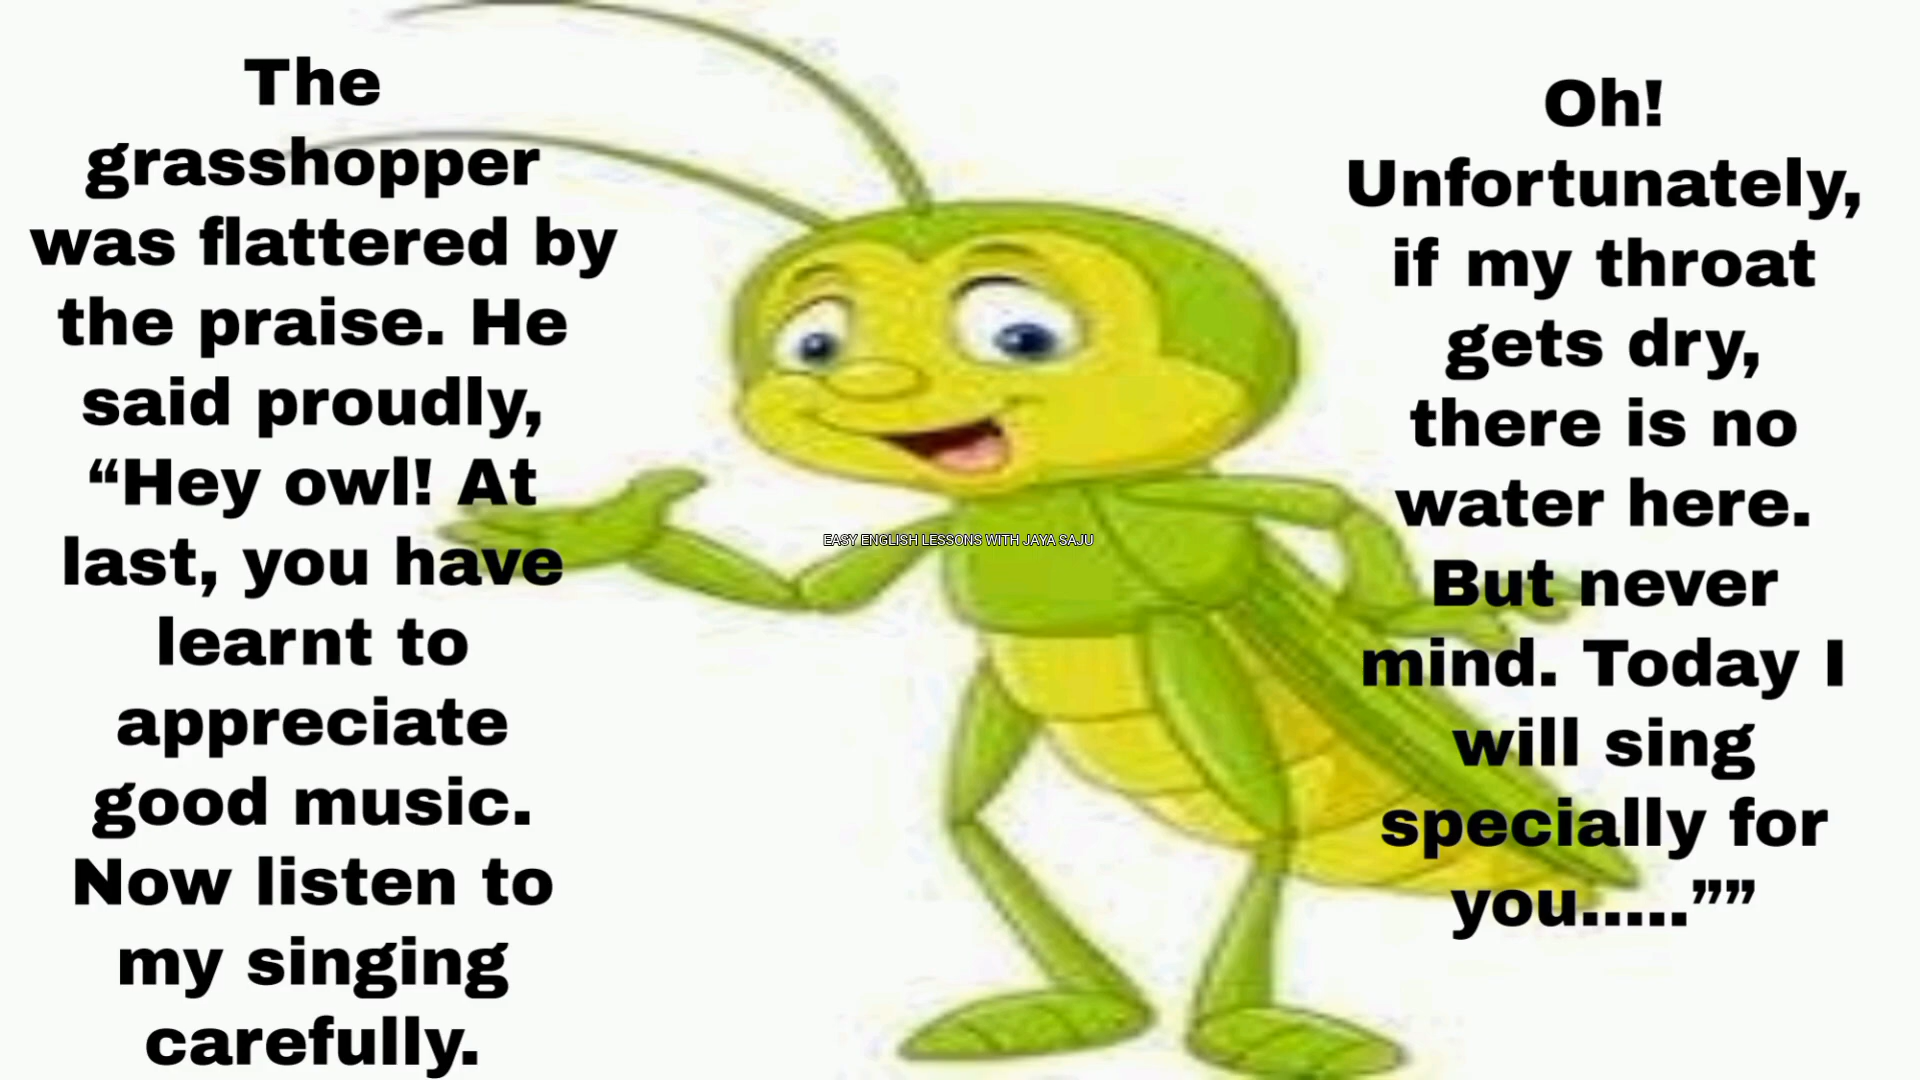 The
grasshopper
was flattered by
the praise. He
said proudly,
“Hey owl! At
last, you have
learnt to
appreciate
good music.
Now listen to
my singing
carefully.
Oh!
Unfortunately,
if my throat
gets dry,
there is no
water here.
But never
mind. Today I
will sing
specially for
you.....””
EASY ENGLISH LESSONS WITH JAYA SAJU